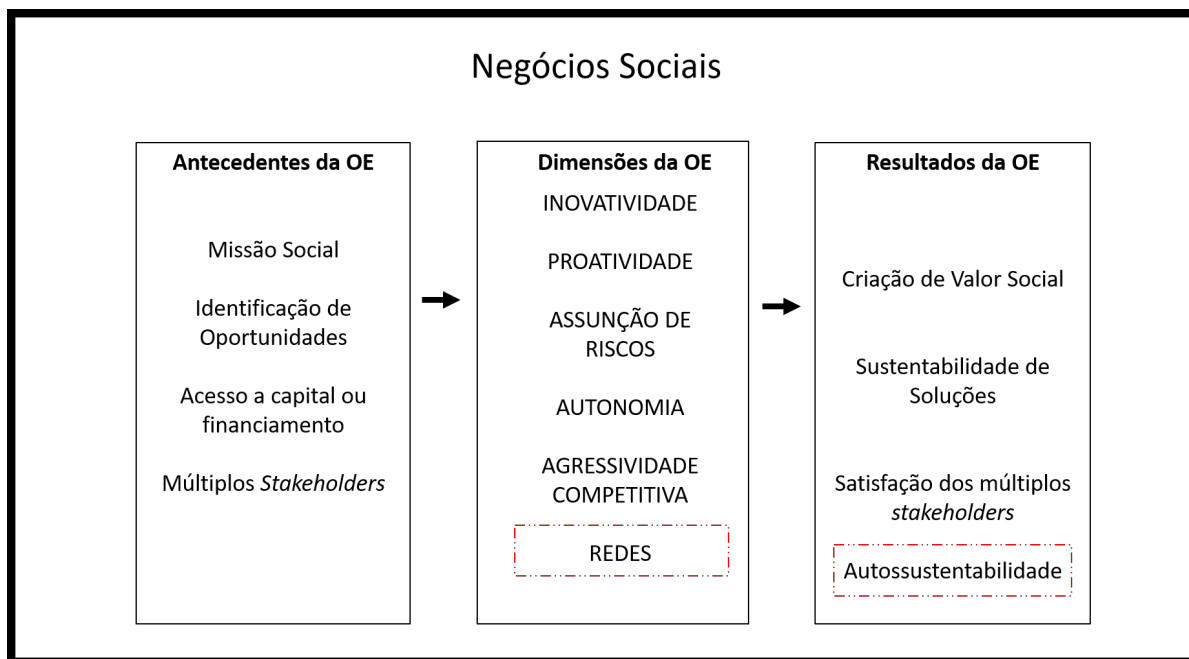 Negócios Sociais
Antecedentes da OE
Missão Social
Identificação de
Oportunidades
Acesso a capital ou
financiamento
Múltiplos Stakeholders
Dimensões da OE
INOVATIVIDADE
PROATIVIDADE
ASSUNÇÃO DE
RISCOS
AUTONOMIA
AGRESSIVIDADE
COMPETITIVA
REDES
Resultados da OE
Criação de Valor Social
Sustentabilidade de
Soluções
Satisfação dos múltiplos
stakeholders
Autossustentabilidade